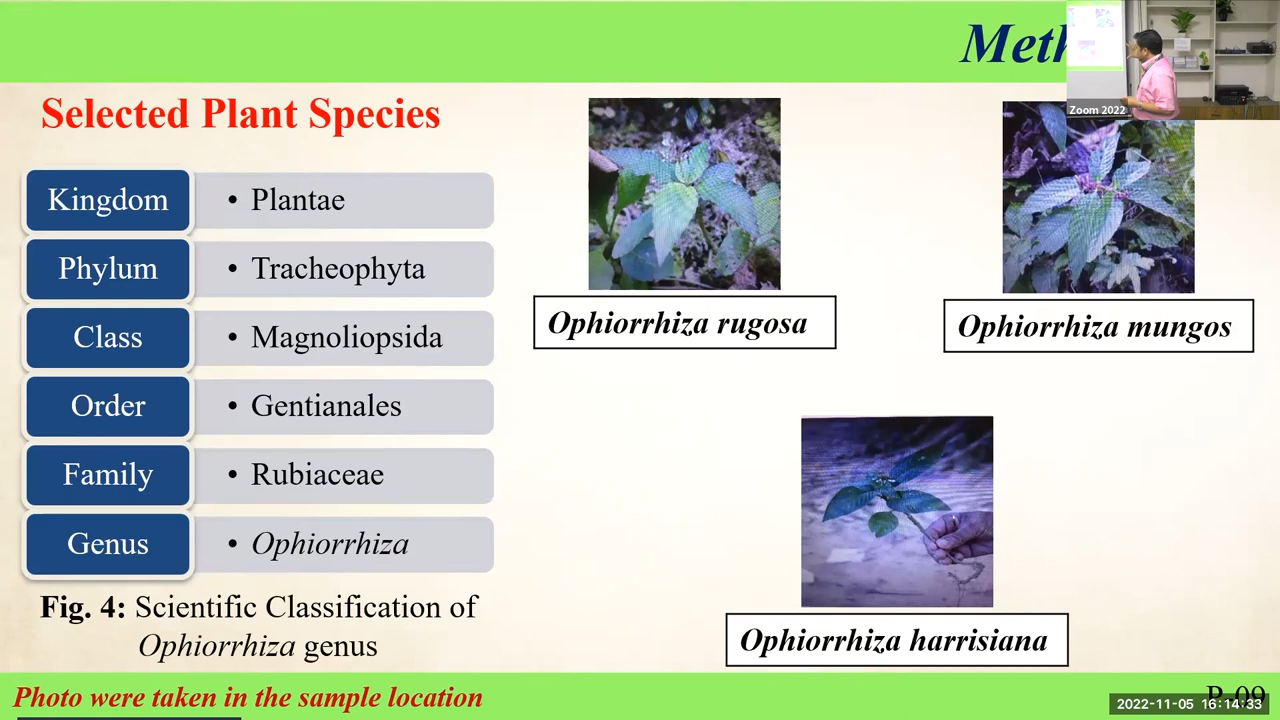 Selected Plant Species
Kingdom
• Plantae
Phylum
• Tracheophyta
Class
• Magnoliopsida
Order
• Gentianales
Family
• Rubiaceae
Genus
• Ophiorrhiza
Fig. 4: Scientific Classification of
Ophiorrhiza genus
Ophiorrhiza rugosa
Ophiorrhiza mungos
Ophiorrhiza harrisiana
Photo were taken in the sample location
Zoom 2022
P-09
2022-11-05 16:14:33